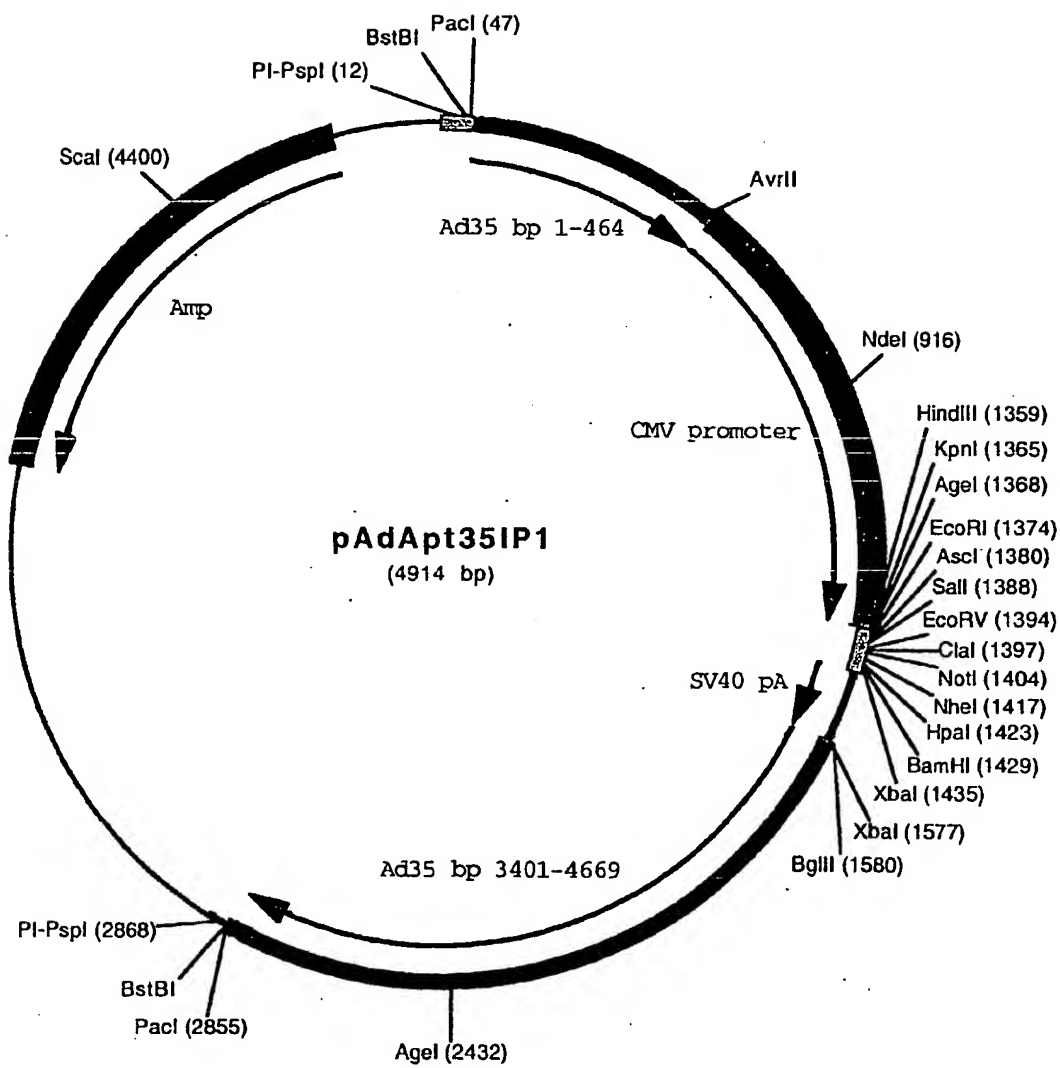 PacI (47)
BstBI
PI-PspI (12)
ScaI (4400)
AvrII
Ad35 bp 1-464
Amp
NdeI (916)
CMV promoter
HindIII (1359)
KpnI (1365)
AgeI (1368)
EcoRI (1374)
AscI (1380)
SalI (1388)
EcoRV (1394)
ClaI (1397)
NotI (1404)
NheI (1417)
HpaI (1423)
BamHI (1429)
XbaI (1435)
XbaI (1577)
BglII (1580)
pAdApt35IP1
(4914 bp)
SV40 pA
Ad35 bp 3401-4669
PI-PspI (2868)
BstBI
PacI (2855)
AgeI (2432)